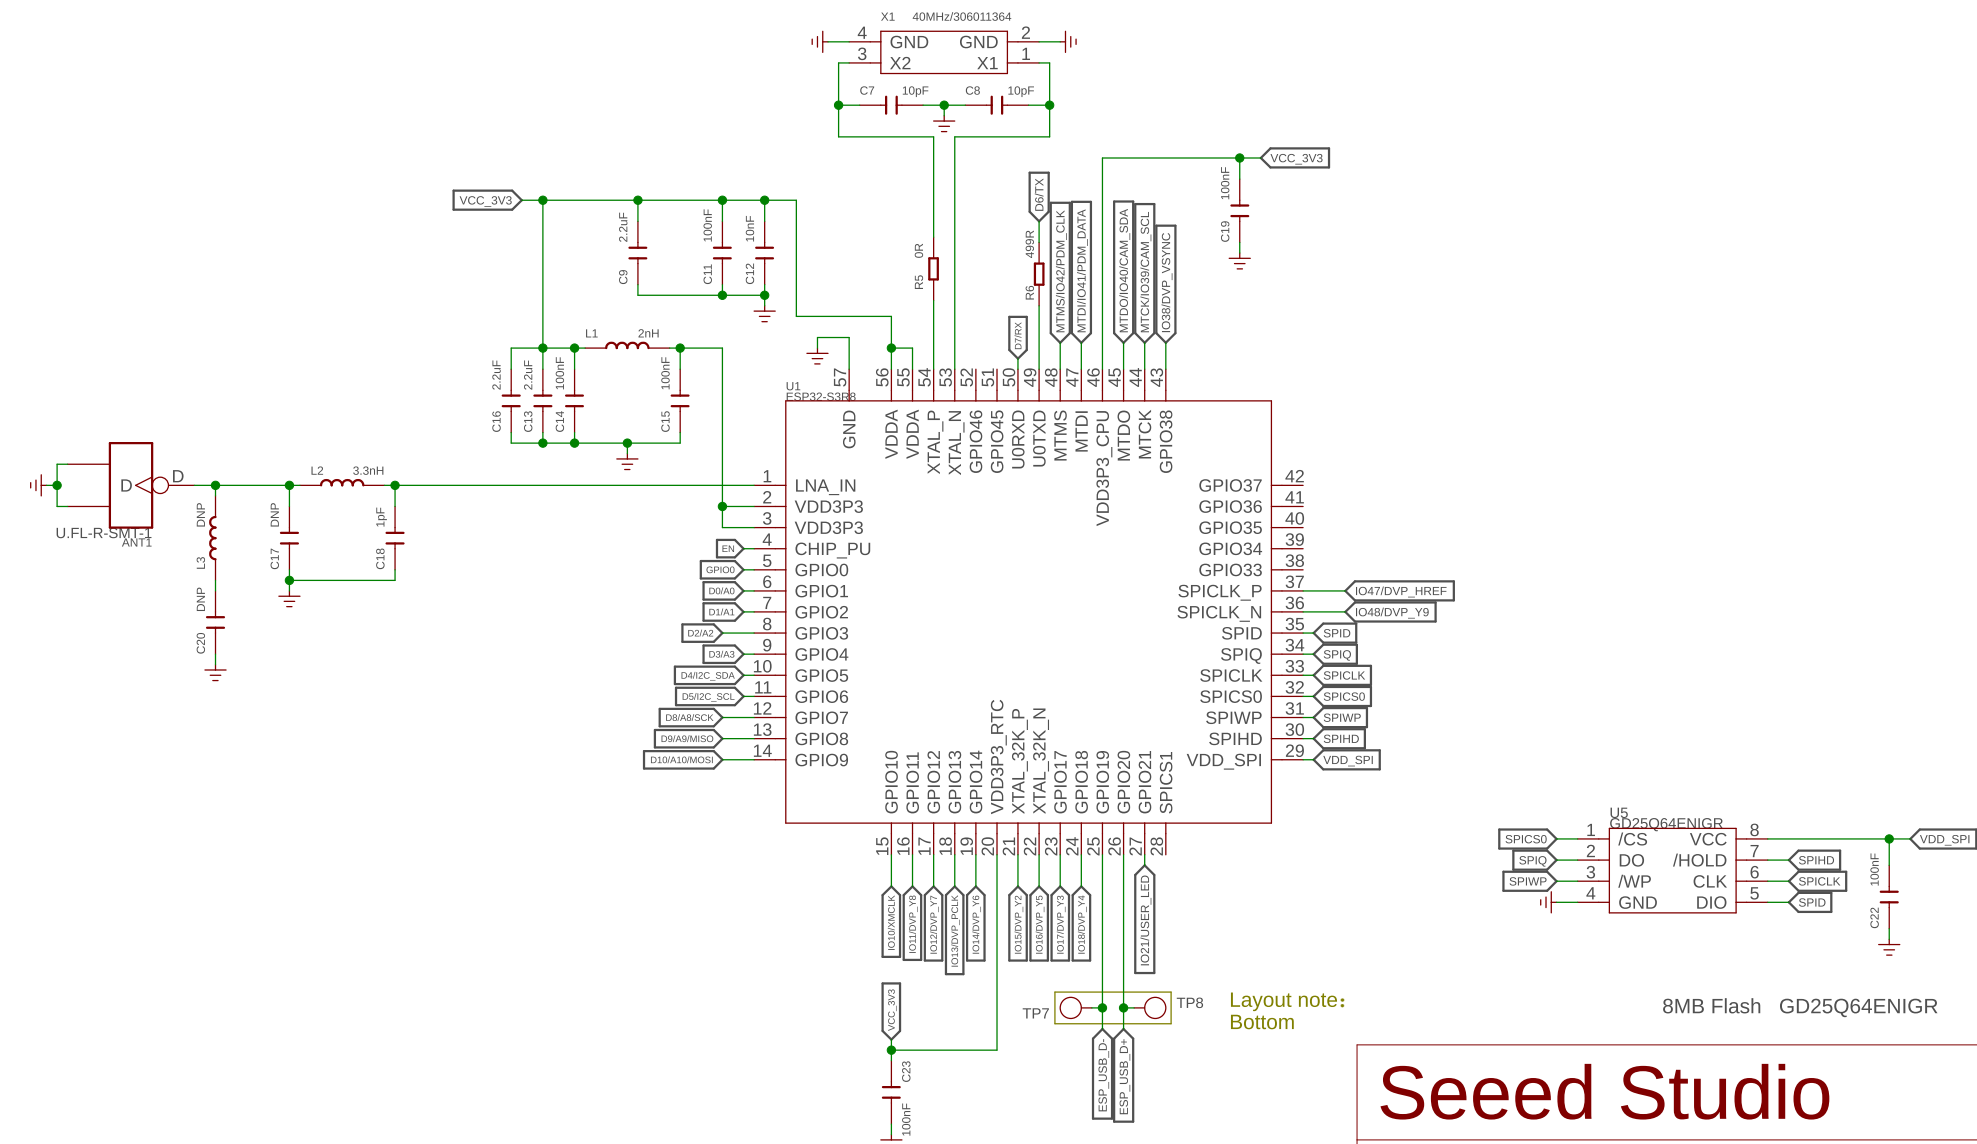 X1 40MHz/306011364
4 GND GND 2
3 X2 X1 1
C7 10pF C8 10pF
VCC_3V3
C19 100nF
VCC_3V3
C9 2.2uF
C11 100nF
C12 10nF
R5 0R
D6/TX
R6 499R
D7/RX
MTMS/IO42/PDM_CLK
MTDI/IO41/PDM_DATA
MTDO/IO40/CAM_SDA
MTCK/IO39/CAM_SCL
IO38/DVP_VSYNC
L1 2nH
C16 2.2uF
C13 2.2uF
C14 100nF
C15 100nF
U1
ESP32-S3R8
57 GND
56 VDDA
55 VDDA
54 XTAL_P
53 XTAL_N
52 GPIO46
51 GPIO45
50 U0RXD
49 U0TXD
48 MTMS
47 MTDI
46 VDD3P3_CPU
45 MTDO
44 MTCK
43 GPIO38
D D
U.FL-R-SMT-1
ANT1
L2 3.3nH
L3 DNP
C20 DNP
C17 DNP
C18 1pF
1 LNA_IN
2 VDD3P3
3 VDD3P3
EN 4 CHIP_PU
GPIO0 5 GPIO0
D0/A0 6 GPIO1
D1/A1 7 GPIO2
D2/A2 8 GPIO3
D3/A3 9 GPIO4
D4/I2C_SDA 10 GPIO5
D5/I2C_SCL 11 GPIO6
D8/A8/SCK 12 GPIO7
D9/A9/MISO 13 GPIO8
D10/A10/MOSI 14 GPIO9
GPIO37 42
GPIO36 41
GPIO35 40
GPIO34 39
GPIO33 38
SPICLK_P 37 IO47/DVP_HREF
SPICLK_N 36 IO48/DVP_Y9
SPID 35 SPID
SPIQ 34 SPIQ
SPICLK 33 SPICLK
SPICS0 32 SPICS0
SPIWP 31 SPIWP
SPIHD 30 SPIHD
VDD_SPI 29 VDD_SPI
GPIO10 15 IO10/XMCLK
GPIO11 16 IO11/DVP_Y8
GPIO12 17 IO12/DVP_Y7
GPIO13 18 IO13/DVP_PCLK
GPIO14 19 IO14/DVP_Y6
VDD3P3_RTC 20
XTAL_32K_P 21 IO15/DVP_Y2
XTAL_32K_N 22 IO16/DVP_Y5
GPIO17 23 IO17/DVP_Y3
GPIO18 24 IO18/DVP_Y4
GPIO19 25
GPIO20 26
GPIO21 27 IO21/USER_LED
SPICS1 28
VCC_3V3
C23 100nF
TP7 TP8
ESP_USB_D-
ESP_USB_D+
Layout note：
Bottom
U5
GD25Q64ENIGR
SPICS0 1 /CS VCC 8 VDD_SPI
SPIQ 2 DO /HOLD 7 SPIHD
SPIWP 3 /WP CLK 6 SPICLK
4 GND DIO 5 SPID
C22 100nF
8MB Flash GD25Q64ENIGR
Seeed Studio